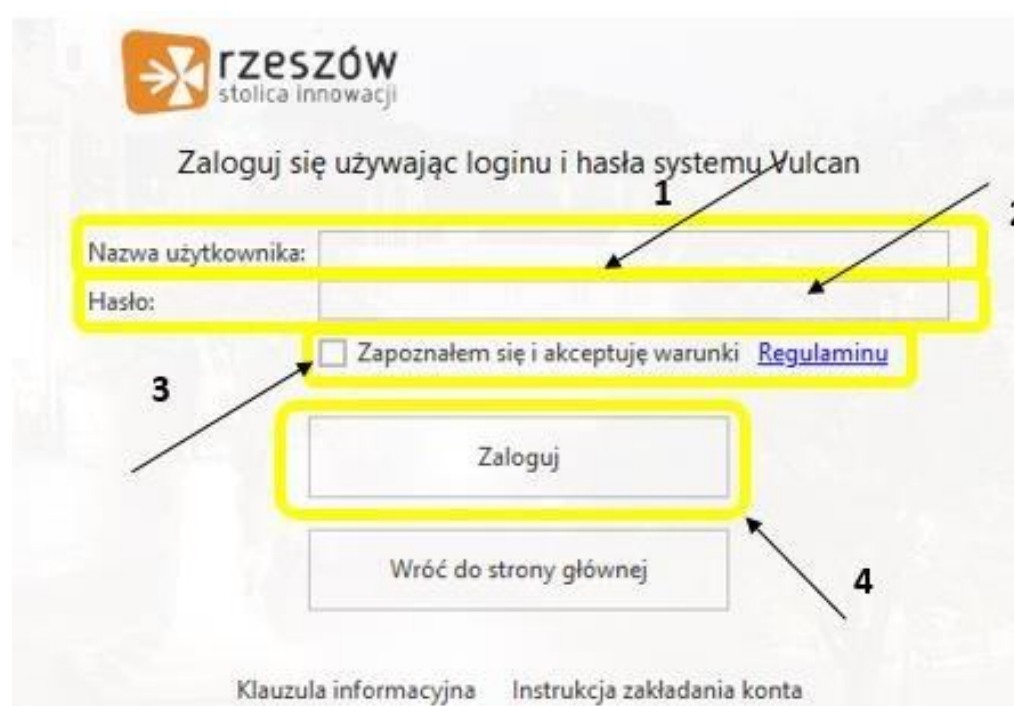 rzeszów
stolica innowacji
Zaloguj się używając loginu i hasła systemu Vulcan
1
2
Nazwa użytkownika:
Hasło:
Zapoznałem się i akceptuję warunki Regulaminu
3
Zaloguj
Wróć do strony głównej
4
Klauzula informacyjna Instrukcja zakładania konta